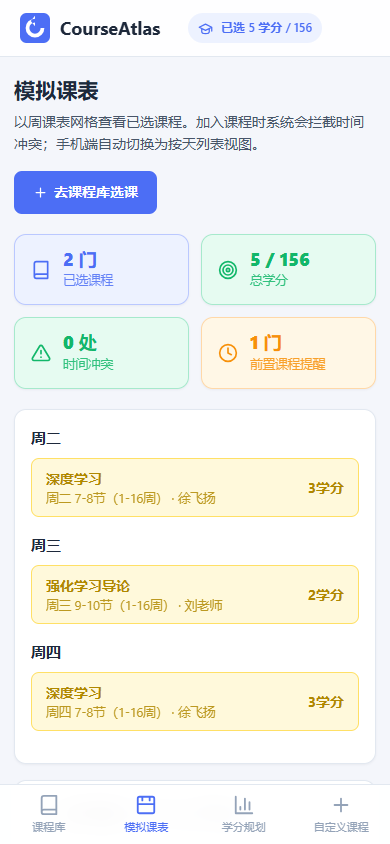 CourseAtlas
已选 5 学分 / 156
模拟课表
以周课表网格查看已选课程。加入课程时系统会拦截时间
冲突；手机端自动切换为按天列表视图。
+ 去课程库选课
2 门
已选课程
5 / 156
总学分
0 处
时间冲突
1 门
前置课程提醒
周二
深度学习
周二 7-8节（1-16周） · 徐飞扬
3学分
周三
强化学习导论
周三 9-10节（1-16周） · 刘老师
2学分
周四
深度学习
周四 7-8节（1-16周） · 徐飞扬
3学分
课程库
模拟课表
学分规划
自定义课程